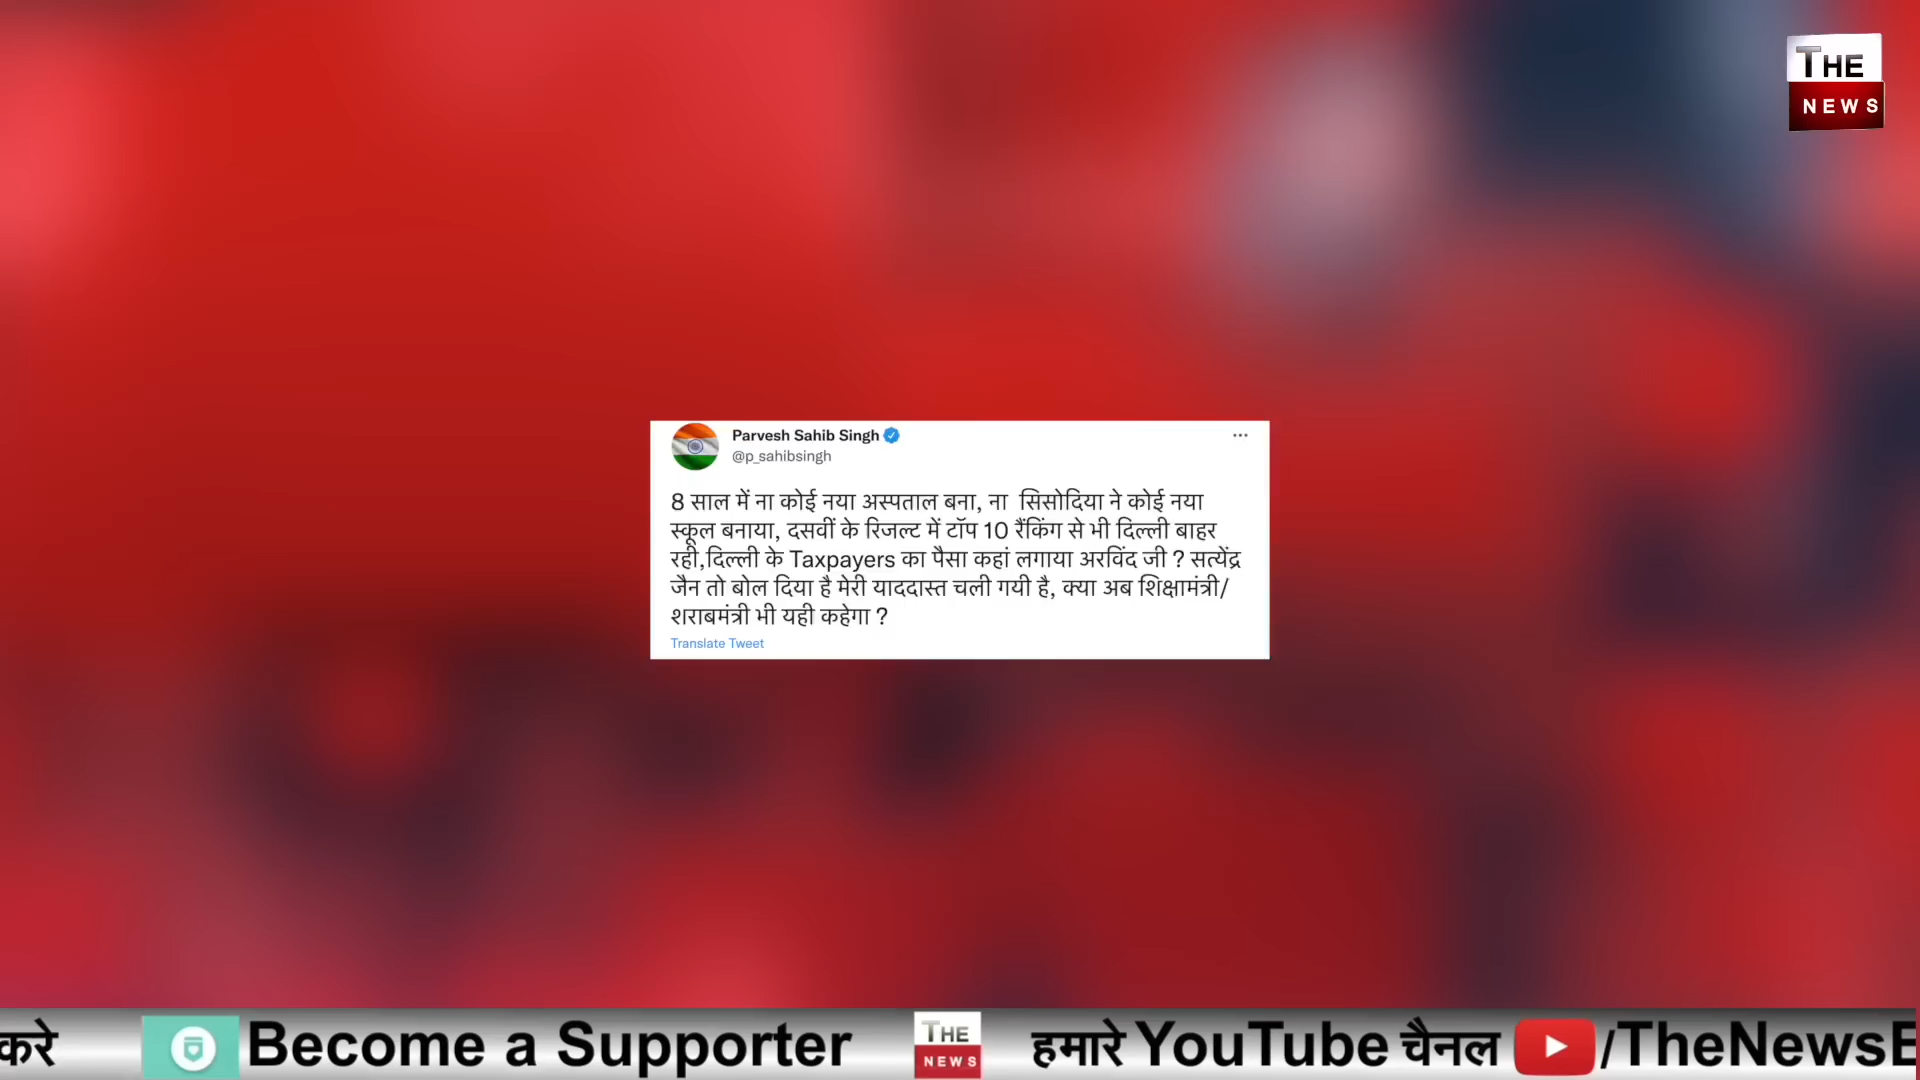 THE
NEWS
Parvesh Sahib Singh
@p_sahibsingh
8 साल में ना कोई नया अस्पताल बना, ना  सिसोदिया ने कोई नया
स्कूल बनाया, दसवीं के रिजल्ट में टॉप 10 रैंकिंग से भी दिल्ली बाहर
रही,दिल्ली के Taxpayers का पैसा कहां लगाया अरविंद जी ? सत्येंद्र
जैन तो बोल दिया है मेरी याददास्त चली गयी है, क्या अब शिक्षामंत्री/
शराबमंत्री भी यही कहेगा ?
Translate Tweet
करे Become a Supporter THE NEWS हमारे YouTube चैनल /TheNewsE